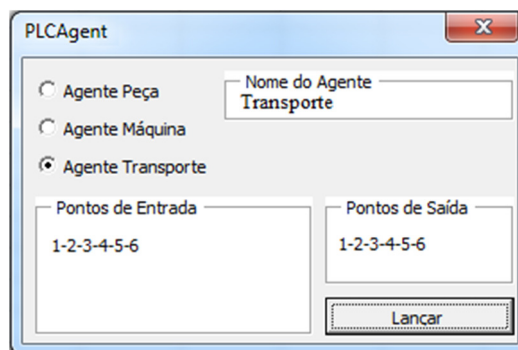 PLCAgent
Agente Peça
Agente Máquina
Agente Transporte
Nome do Agente
Transporte
Pontos de Entrada
1-2-3-4-5-6
Pontos de Saída
1-2-3-4-5-6
Lançar